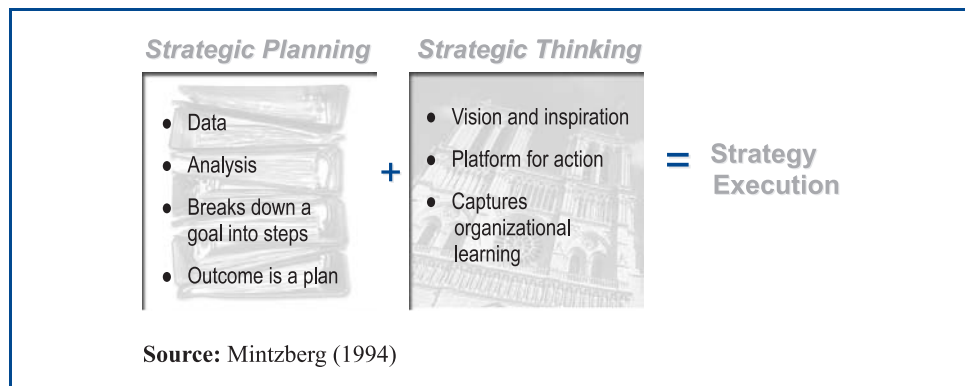 Strategic Planning
Strategic Thinking
• Data
• Analysis
• Breaks down a
goal into steps
• Outcome is a plan
+
• Vision and inspiration
• Platform for action
• Captures
organizational
learning
= Strategy
Execution
Source: Mintzberg (1994)